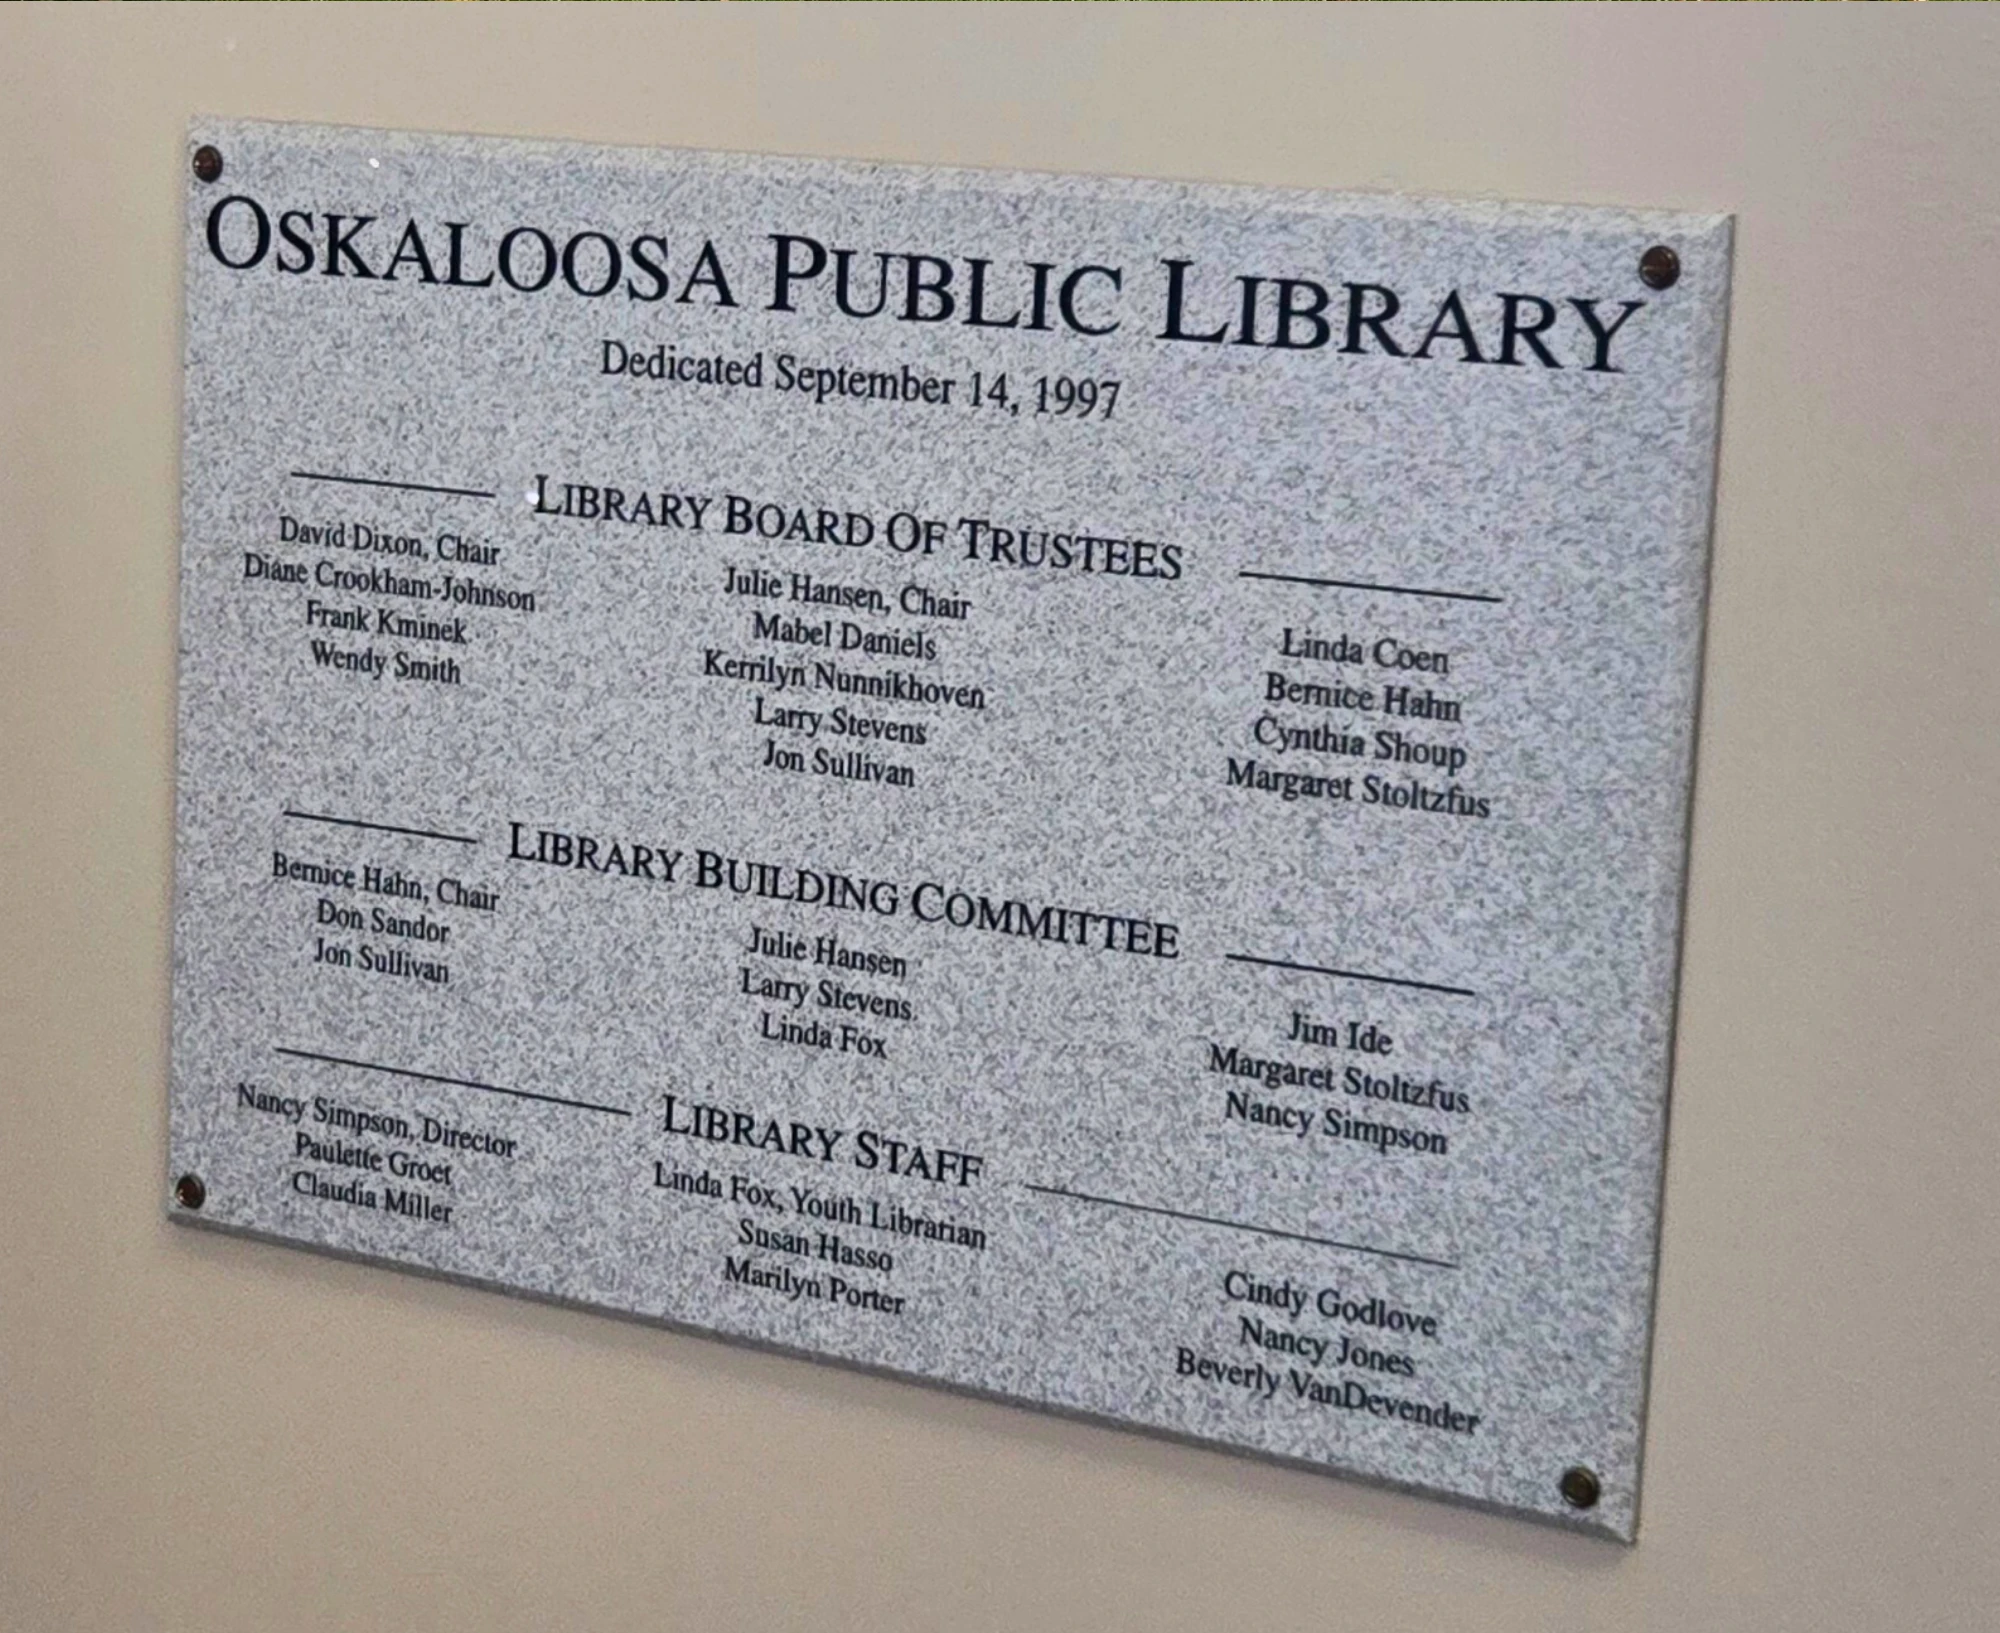 OSKALOOSA PUBLIC LIBRARY
Dedicated September 14, 1997
LIBRARY BOARD OF TRUSTEES
David Dixon, Chair
Diane Crookham-Johnson
Frank Kminek
Wendy Smith
Julie Hansen, Chair
Mabel Daniels
Kerrilyn Nunnikhoven
Larry Stevens
Jon Sullivan
Linda Coen
Bernice Hahn
Cynthia Shoup
Margaret Stoltzfus
LIBRARY BUILDING COMMITTEE
Bernice Hahn, Chair
Don Sandor
Jon Sullivan
Julie Hansen
Larry Stevens
Linda Fox
Jim Ide
Margaret Stoltzfus
Nancy Simpson
LIBRARY STAFF
Nancy Simpson, Director
Paulette Groet
Claudia Miller
Linda Fox, Youth Librarian
Susan Hasso
Marilyn Porter
Cindy Godlove
Nancy Jones
Beverly VanDevender